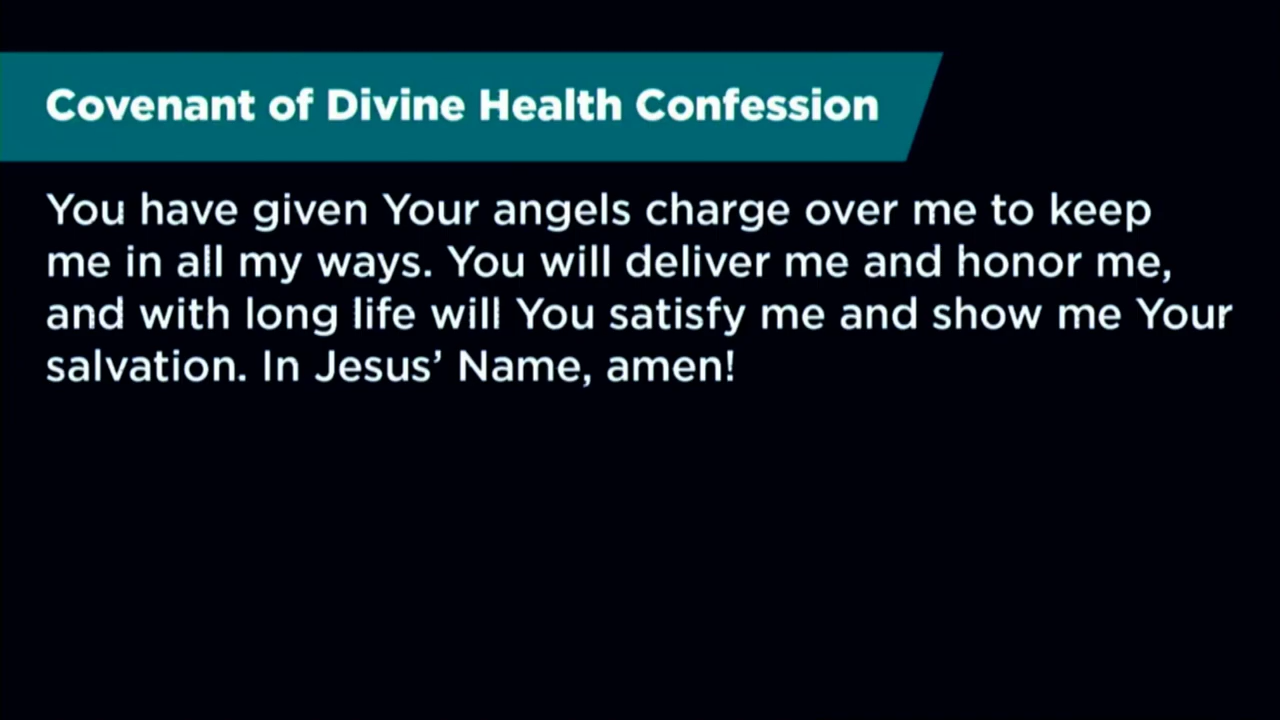 Covenant of Divine Health Confession
You have given Your angels charge over me to keep
me in all my ways. You will deliver me and honor me,
and with long life will You satisfy me and show me Your
salvation. In Jesus’ Name, amen!